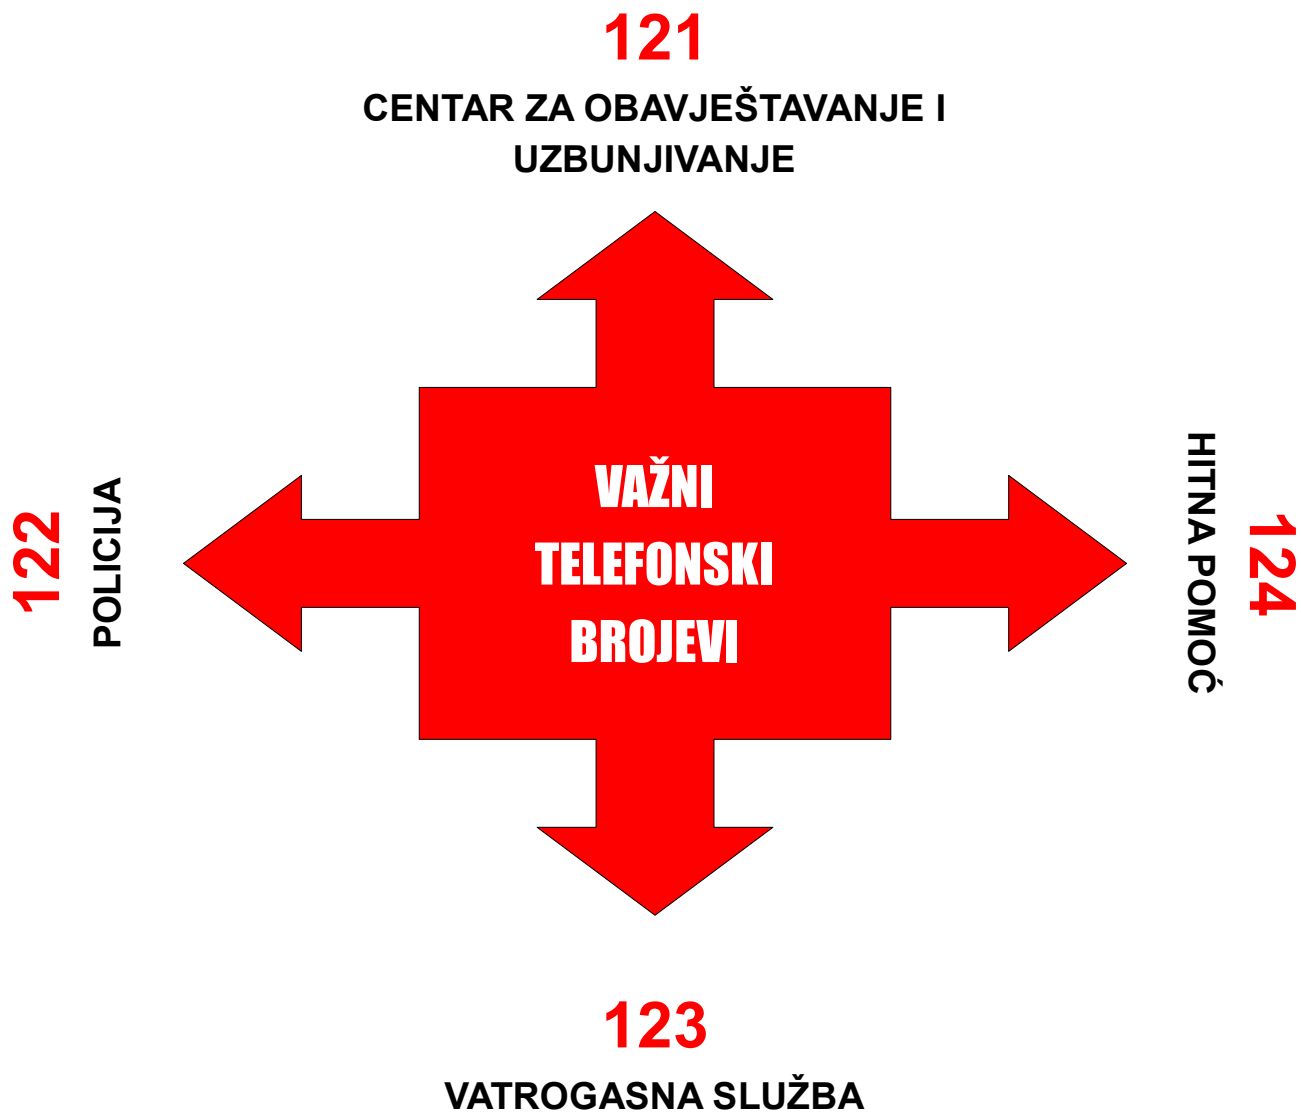 121
CENTAR ZA OBAVJEŠTAVANJE I
UZBUNJIVANJE
122
POLICIJA
VAŽNI
TELEFONSKI
BROJEVI
124
HITNA POMOĆ
123
VATROGASNA SLUŽBA